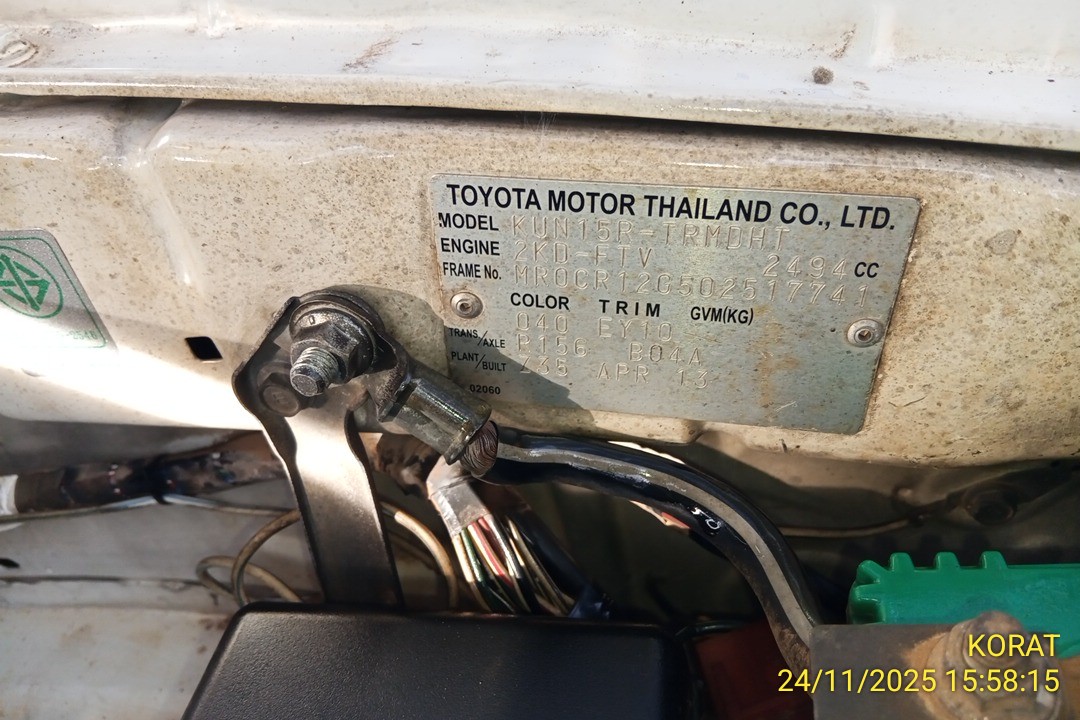 TOYOTA MOTOR THAILAND CO., LTD.
MODEL KUN15R-TRMDHT
ENGINE 2KD-FTV 2494 CC
FRAME No. MR0CR12G502517741
COLOR TRIM GVM(KG)
040 EY10
TRANS/AXLE R156 B04A
PLANT/BUILT Z35 APR 13
02060
KORAT
24/11/2025 15:58:15